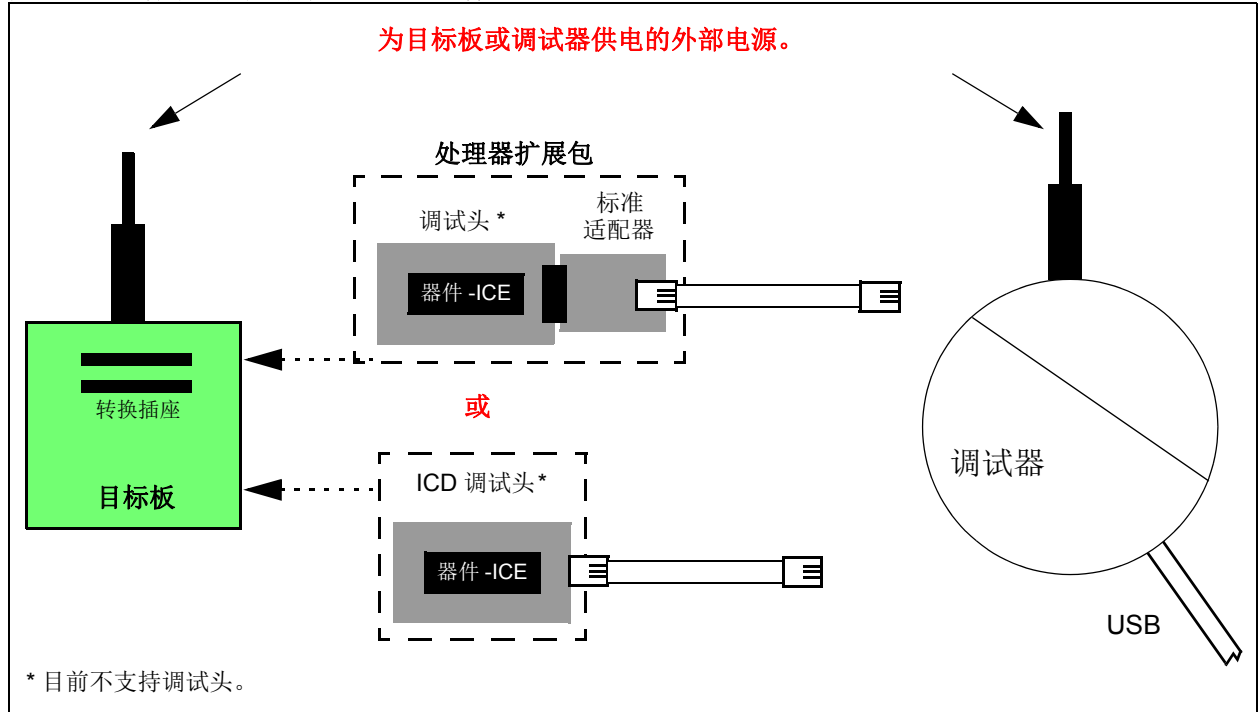 为目标板或调试器供电的外部电源。
处理器扩展包
调试头 *
标准
适配器
器件 -ICE
转换插座
目标板
或
ICD 调试头*
器件 -ICE
调试器
USB
* 目前不支持调试头。